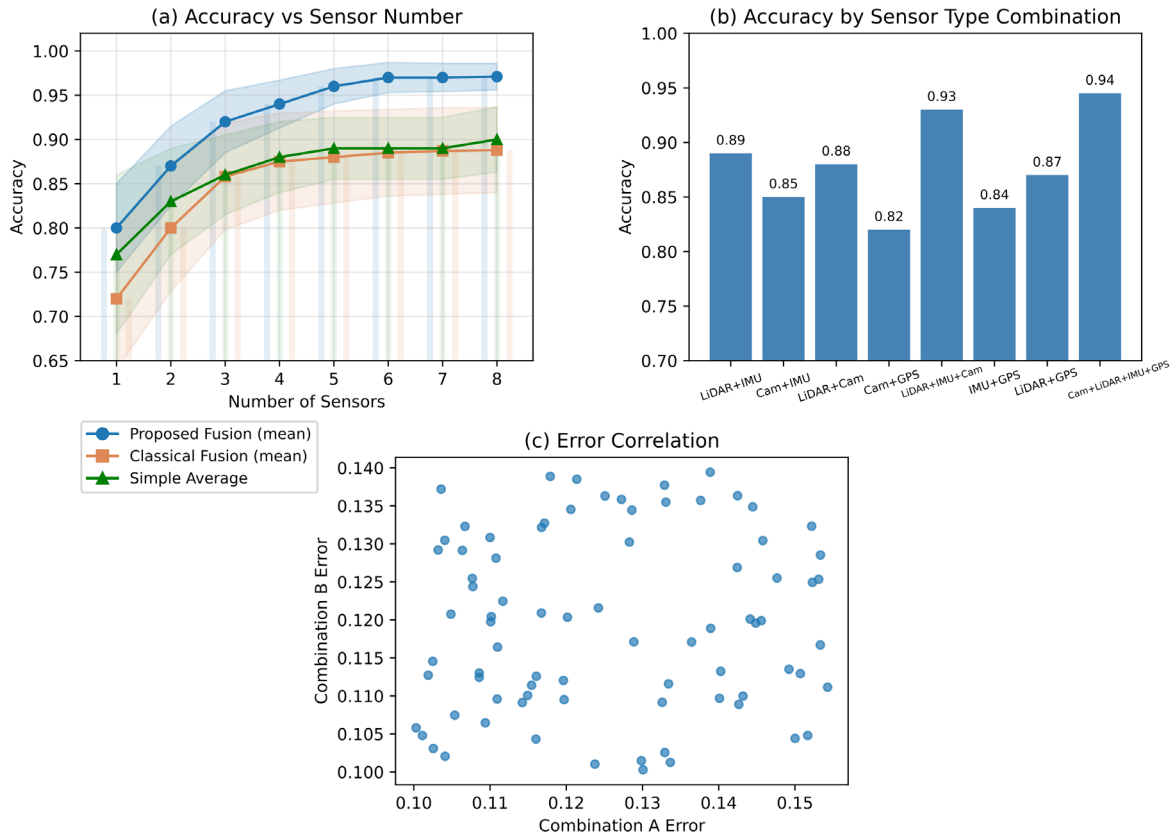 (a) Accuracy vs Sensor Number
1.00
0.95
0.90
0.85
0.80
0.75
0.70
0.65
Accuracy
1 2 3 4 5 6 7 8
Number of Sensors
Proposed Fusion (mean)
Classical Fusion (mean)
Simple Average
(b) Accuracy by Sensor Type Combination
1.00
0.95
0.90
0.85
0.80
0.75
0.70
Accuracy
0.89
0.85
0.88
0.82
0.93
0.84
0.87
0.94
LiDAR+IMU
Cam+IMU
LiDAR+Cam
Cam+GPS
LiDAR+IMU+Cam
IMU+GPS
LiDAR+GPS
Cam+LiDAR+IMU+GPS
(c) Error Correlation
0.140
0.135
0.130
0.125
0.120
0.115
0.110
0.105
0.100
Combination B Error
0.10 0.11 0.12 0.13 0.14 0.15
Combination A Error